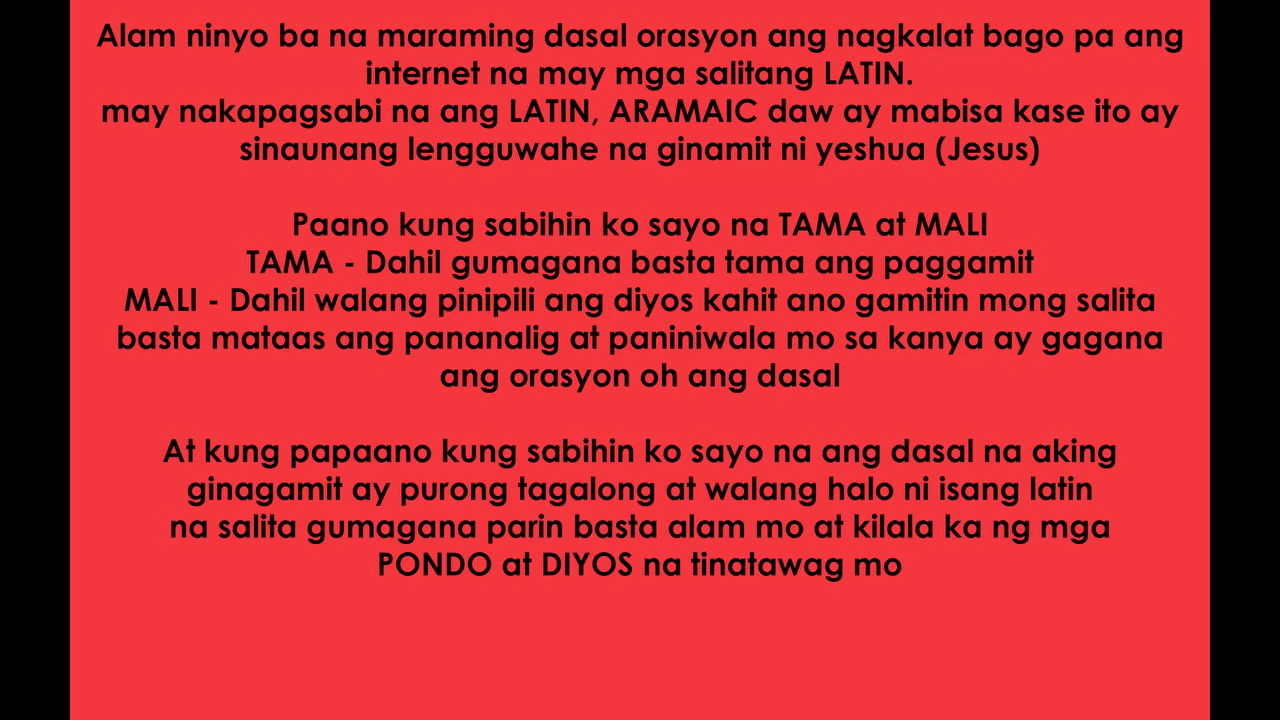 Alam ninyo ba na maraming dasal orasyon ang nagkalat bago pa ang
internet na may mga salitang LATIN.
may nakapagsabi na ang LATIN, ARAMAIC daw ay mabisa kase ito ay
sinaunang lengguwahe na ginamit ni yeshua (Jesus)
Paano kung sabihin ko sayo na TAMA at MALI
TAMA - Dahil gumagana basta tama ang paggamit
MALI - Dahil walang pinipili ang diyos kahit ano gamitin mong salita
basta mataas ang pananalig at paniniwala mo sa kanya ay gagana
ang orasyon oh ang dasal
At kung papaano kung sabihin ko sayo na ang dasal na aking
ginagamit ay purong tagalong at walang halo ni isang latin
na salita gumagana parin basta alam mo at kilala ka ng mga
PONDO at DIYOS na tinatawag mo